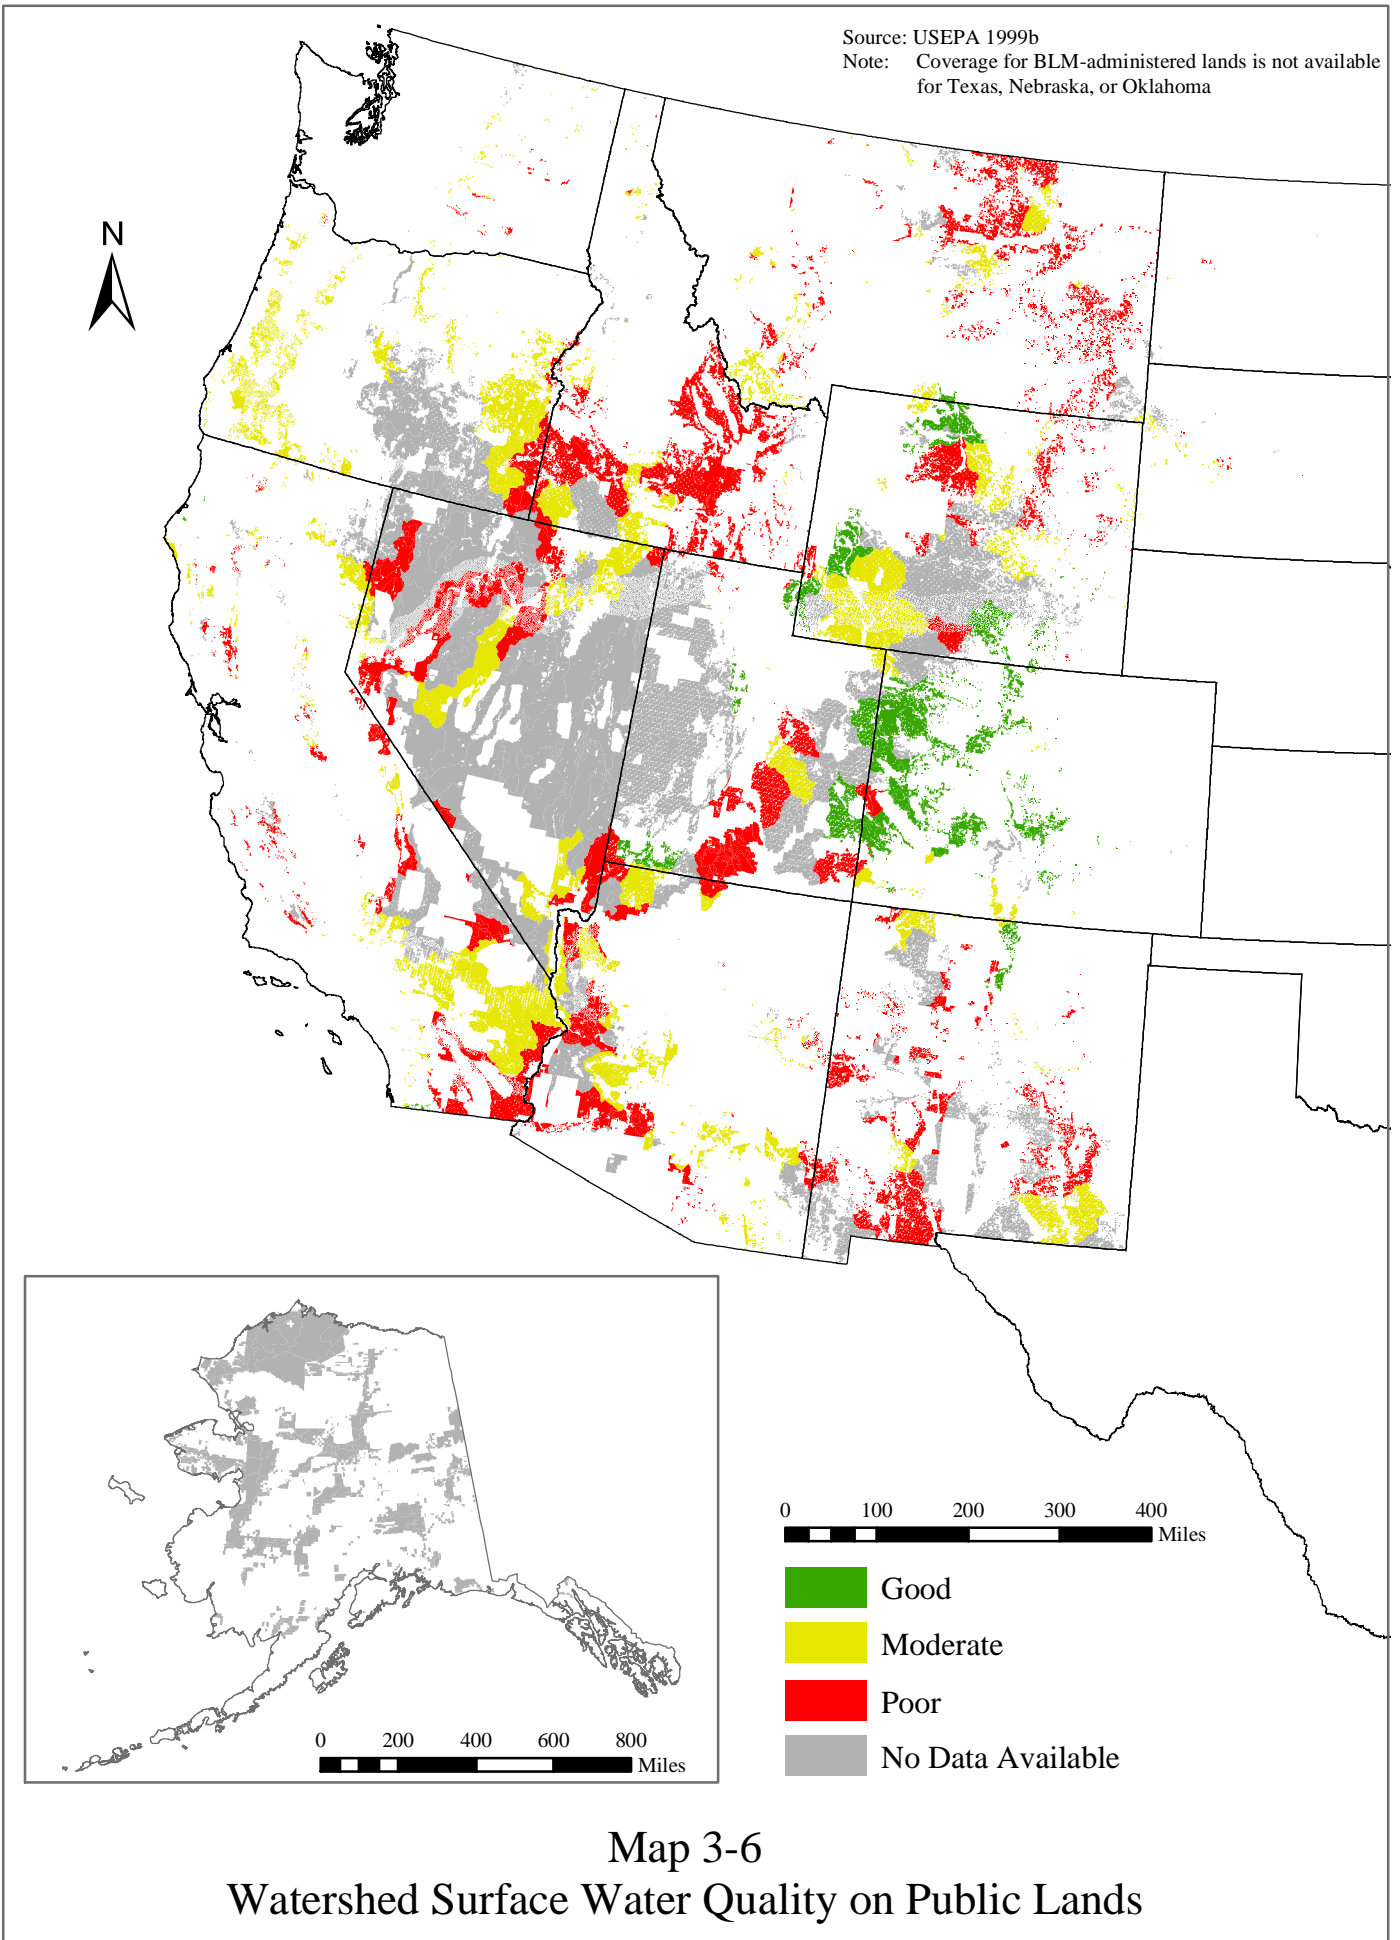 Source: USEPA 1999b
Note: Coverage for BLM-administered lands is not available
for Texas, Nebraska, or Oklahoma
N
0 100 200 300 400
Miles
Good
Moderate
Poor
No Data Available
0 200 400 600 800
Miles
Map 3-6
Watershed Surface Water Quality on Public Lands